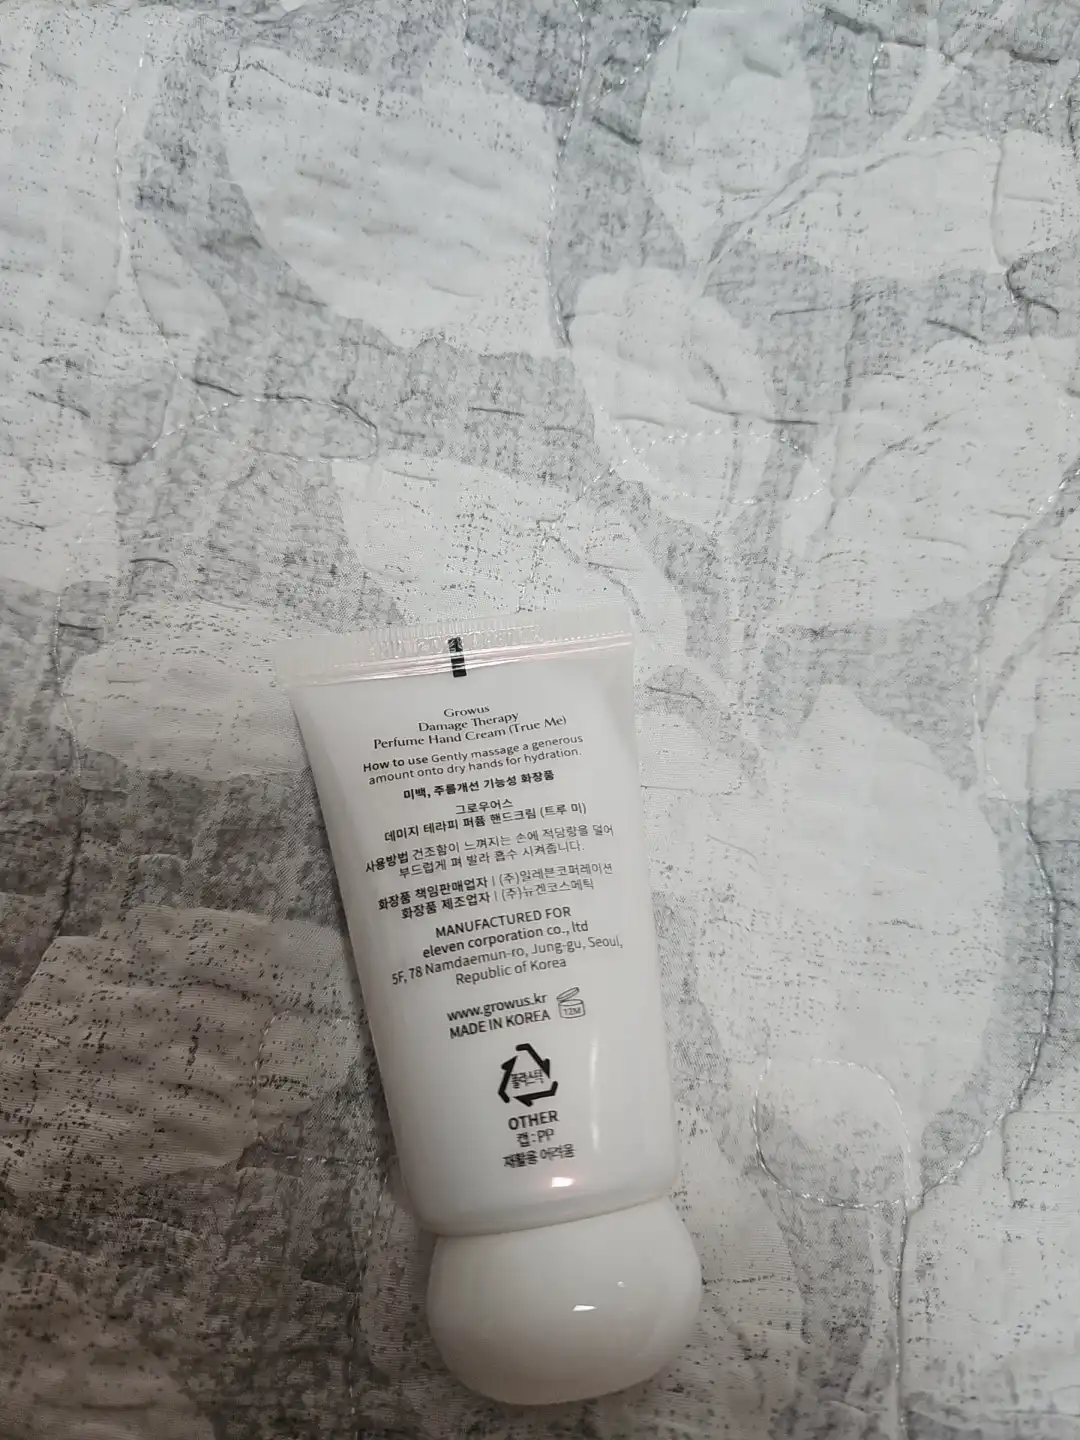 Growus
Damage Therapy
Perfume Hand Cream (True Me)
How to use Gently massage a generous
amount onto dry hands for hydration.
미백, 주름개선 기능성 화장품
그로우어스
데미지 테라피 퍼퓸 핸드크림 (트루 미)
사용방법 건조함이 느껴지는 손에 적당량을 덜어
부드럽게 펴 발라 흡수 시켜줍니다.
화장품 책임판매업자 | (주)일레븐코퍼레이션
화장품 제조업자 | (주)뉴겐코스메틱
MANUFACTURED FOR
eleven corporation co., ltd
5F, 78 Namdaemun-ro, Jung-gu, Seoul,
Republic of Korea
www.growus.kr
12M
MADE IN KOREA
플라스틱
OTHER
캡:PP
재활용 어려움